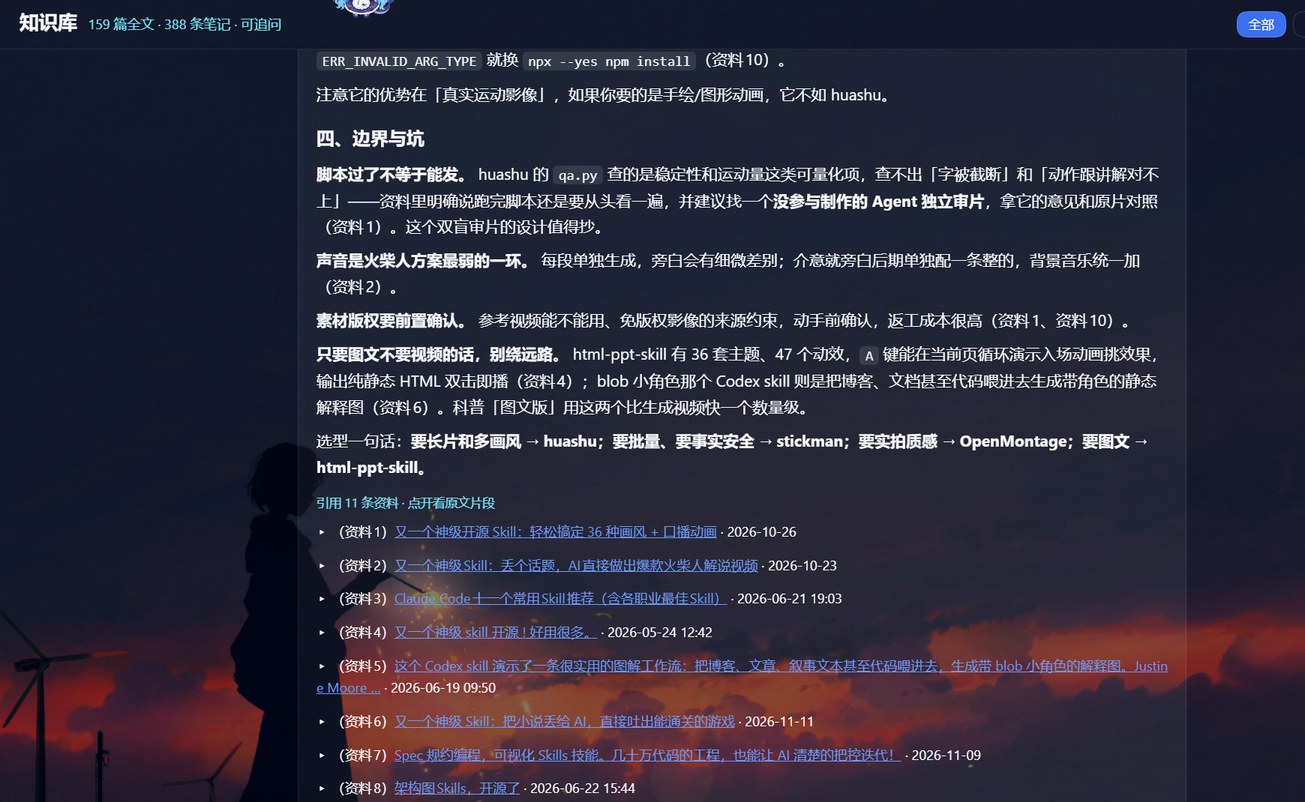 知识库 159 篇全文 · 388 条笔记 · 可追问
全部
ERR_INVALID_ARG_TYPE 就换 npx --yes npm install（资料 10）。
注意它的优势在「真实运动影像」，如果你要的是手绘/图形动画，它不如 huashu。
四、边界与坑
脚本过了不等于能发。 huashu 的 qa.py 查的是稳定性和运动量这类可量化项，查不出「字被截断」和「动作跟讲解对不
上」——资料里明确说跑完脚本还是要从头看一遍，并建议找一个没参与制作的 Agent 独立审片，拿它的意见和原片对照
（资料 1）。这个双盲审片的设计值得抄。
声音是火柴人方案最弱的一环。 每段单独生成，旁白会有细微差别；介意就旁白后期单独配一条整的，背景音乐统一加
（资料 2）。
素材版权要前置确认。 参考视频能不能用、免版权影像的来源约束，动手前确认，返工成本很高（资料 1、资料 10）。
只要图文不要视频的话，别绕远路。 html-ppt-skill 有 36 套主题、47 个动效， A 键能在当前页循环演示入场动画挑效果，
输出纯静态 HTML 双击即播（资料 4）；blob 小角色那个 Codex skill 则是把博客、文档甚至代码喂进去生成带角色的静态
解释图（资料 6）。科普「图文版」用这两个比生成视频快一个数量级。
选型一句话：要长片和多画风 → huashu；要批量、要事实安全 → stickman；要实拍质感 → OpenMontage；要图文 →
html-ppt-skill。
引用 11 条资料 · 点开看原文片段
▸ （资料 1）又一个神级开源 Skill：轻松搞定 36 种画风 + 口播动画 · 2026-10-26
▸ （资料 2）又一个神级 Skill：丢个话题，AI 直接做出爆款火柴人解说视频 · 2026-10-23
▸ （资料 3）Claude Code 十一个常用 Skill 推荐（含各职业最佳 Skill） · 2026-06-21 19:03
▸ （资料 4）又一个神级 skill 开源 ! 好用很多。 · 2026-05-24 12:42
▸ （资料 5）这个 Codex skill 演示了一条很实用的图解工作流：把博客、文章、叙事文本甚至代码喂进去，生成带 blob 小角色的解释图。Justin
e Moore ... · 2026-06-19 09:50
▸ （资料 6）又一个神级 Skill：把小说丢给 AI，直接吐出能通关的游戏 · 2026-11-11
▸ （资料 7）Spec 规约编程，可视化 Skills 技能。几十万代码的工程，也能让 AI 清楚的把控迭代！ · 2026-11-09
▸ （资料 8）架构图 Skills，开源了 · 2026-06-22 15:44